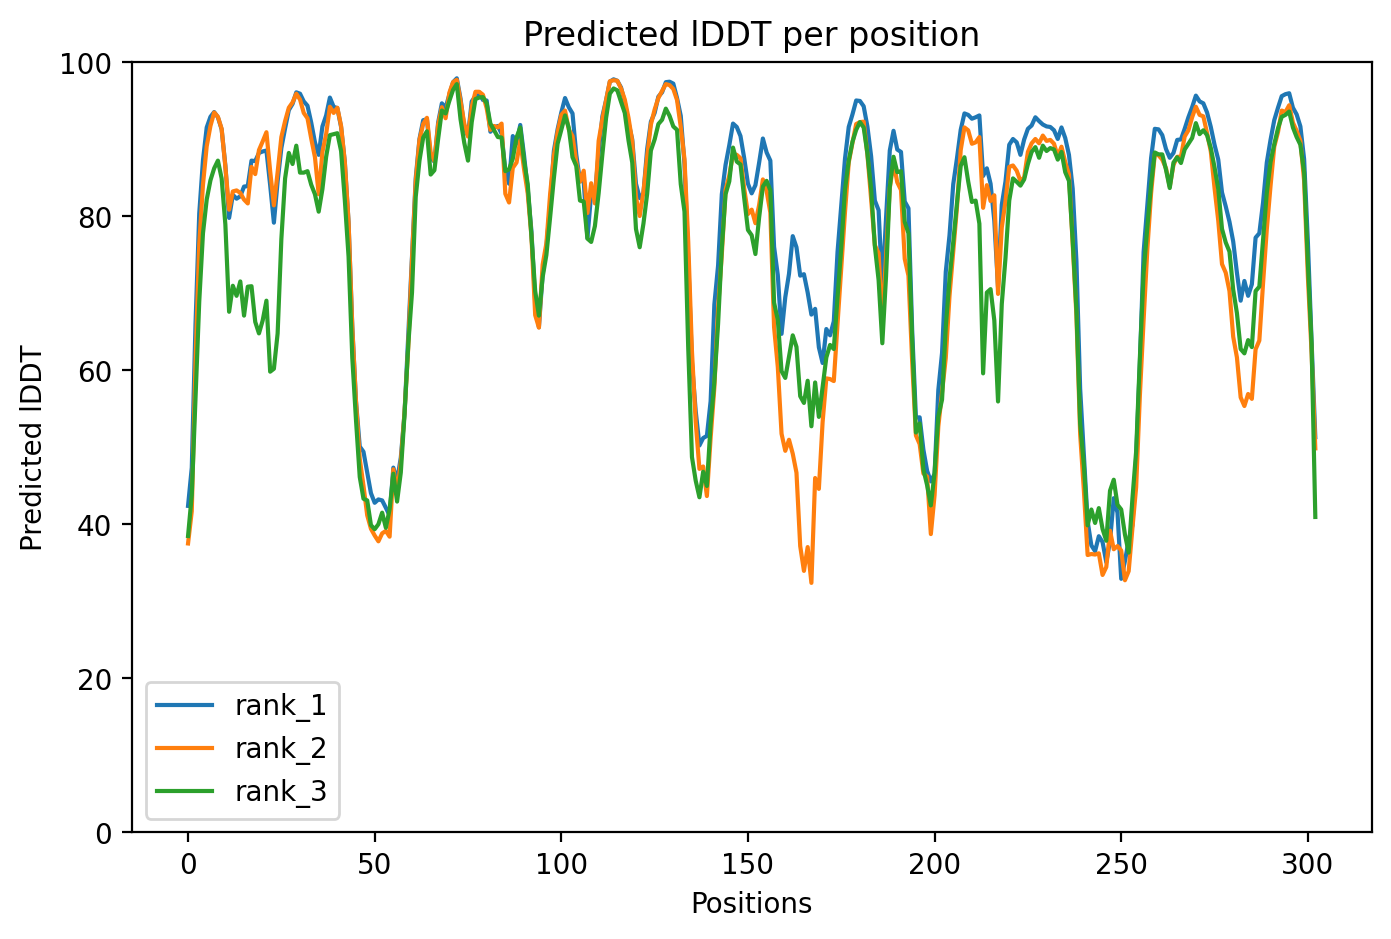 Predicted lDDT per position
100
80
60
40
20
0
Predicted lDDT
rank_1
rank_2
rank_3
0 50 100 150 200 250 300
Positions